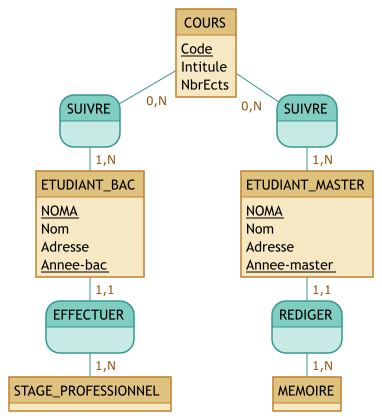 COURS
Code
Intitule
NbrEcts
0,N
0,N
SUIVRE
SUIVRE
1,N
1,N
ETUDIANT_BAC
NOMA
Nom
Adresse
Annee-bac
ETUDIANT_MASTER
NOMA
Nom
Adresse
Annee-master
1,1
1,1
EFFECTUER
REDIGER
1,N
1,N
STAGE_PROFESSIONNEL
MEMOIRE